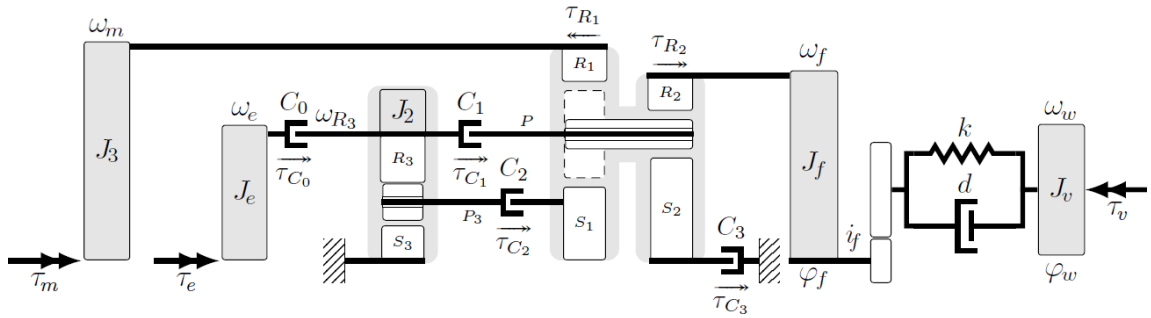 ω_m
τ_{R_1}
τ_{R_2}
ω_f
J_3
ω_e
C_0
ω_{R_3}
J_2
C_1
P
R_1
R_2
ω_w
k
J_e
τ_{C_0}
R_3
τ_{C_1}
C_2
J_f
d
J_v
P_3
τ_{C_2}
S_1
S_2
τ_v
S_3
C_3
i_f
τ_m
τ_e
τ_{C_3}
φ_f
φ_w